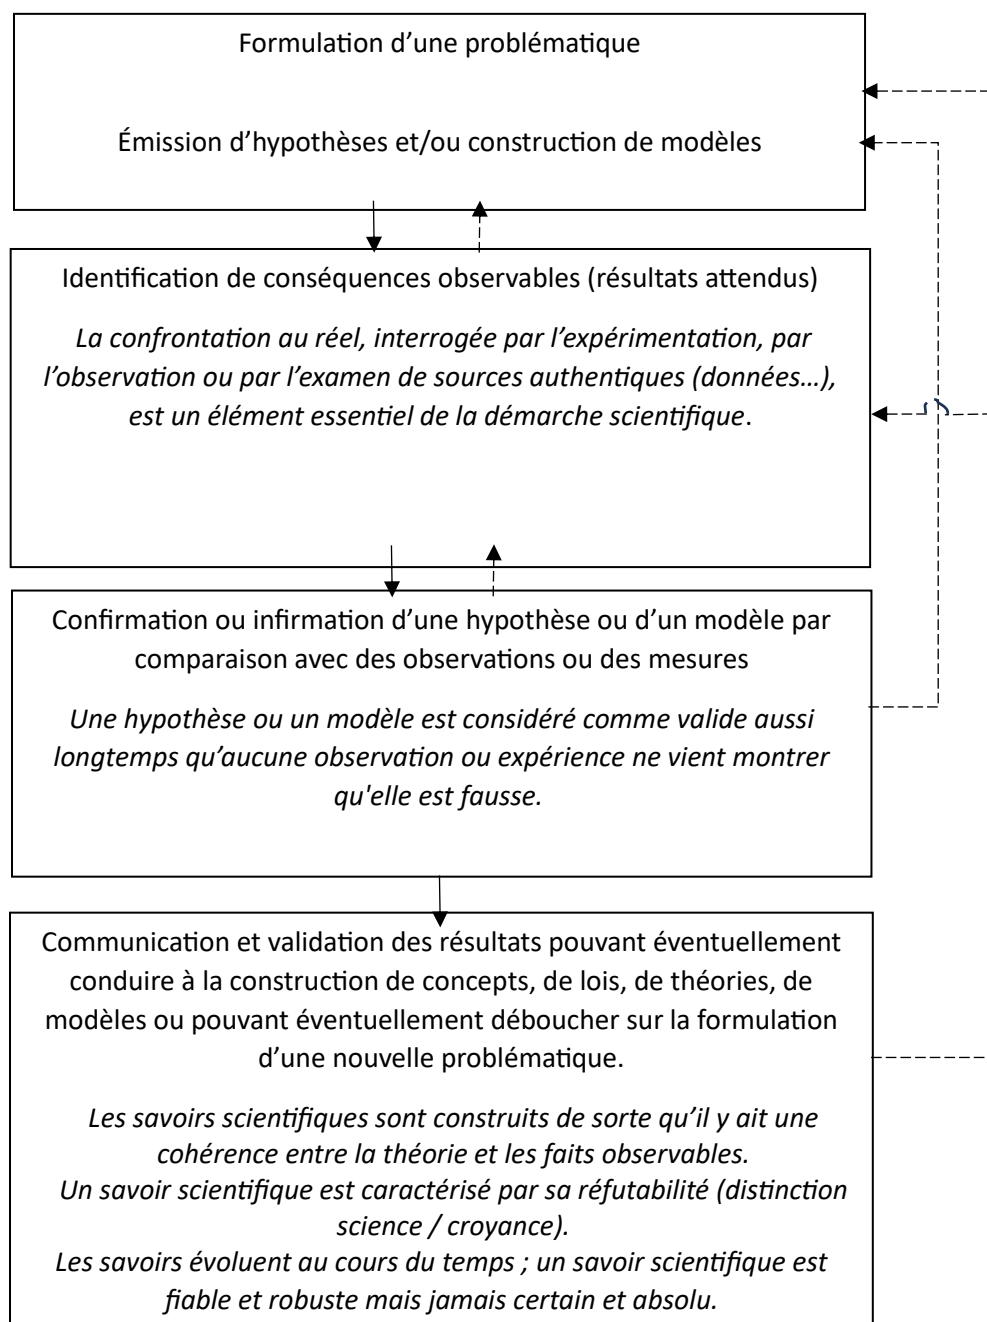 Formulation d’une problématique
Émission d’hypothèses et/ou construction de modèles
Identification de conséquences observables (résultats attendus)
La confrontation au réel, interrogée par l’expérimentation, par
l’observation ou par l’examen de sources authentiques (données…),
est un élément essentiel de la démarche scientifique.
Confirmation ou infirmation d’une hypothèse ou d’un modèle par
comparaison avec des observations ou des mesures
Une hypothèse ou un modèle est considéré comme valide aussi
longtemps qu’aucune observation ou expérience ne vient montrer
qu'elle est fausse.
Communication et validation des résultats pouvant éventuellement
conduire à la construction de concepts, de lois, de théories, de
modèles ou pouvant éventuellement déboucher sur la formulation
d’une nouvelle problématique.
Les savoirs scientifiques sont construits de sorte qu’il y ait une
cohérence entre la théorie et les faits observables.
Un savoir scientifique est caractérisé par sa réfutabilité (distinction
science / croyance).
Les savoirs évoluent au cours du temps ; un savoir scientifique est
fiable et robuste mais jamais certain et absolu.